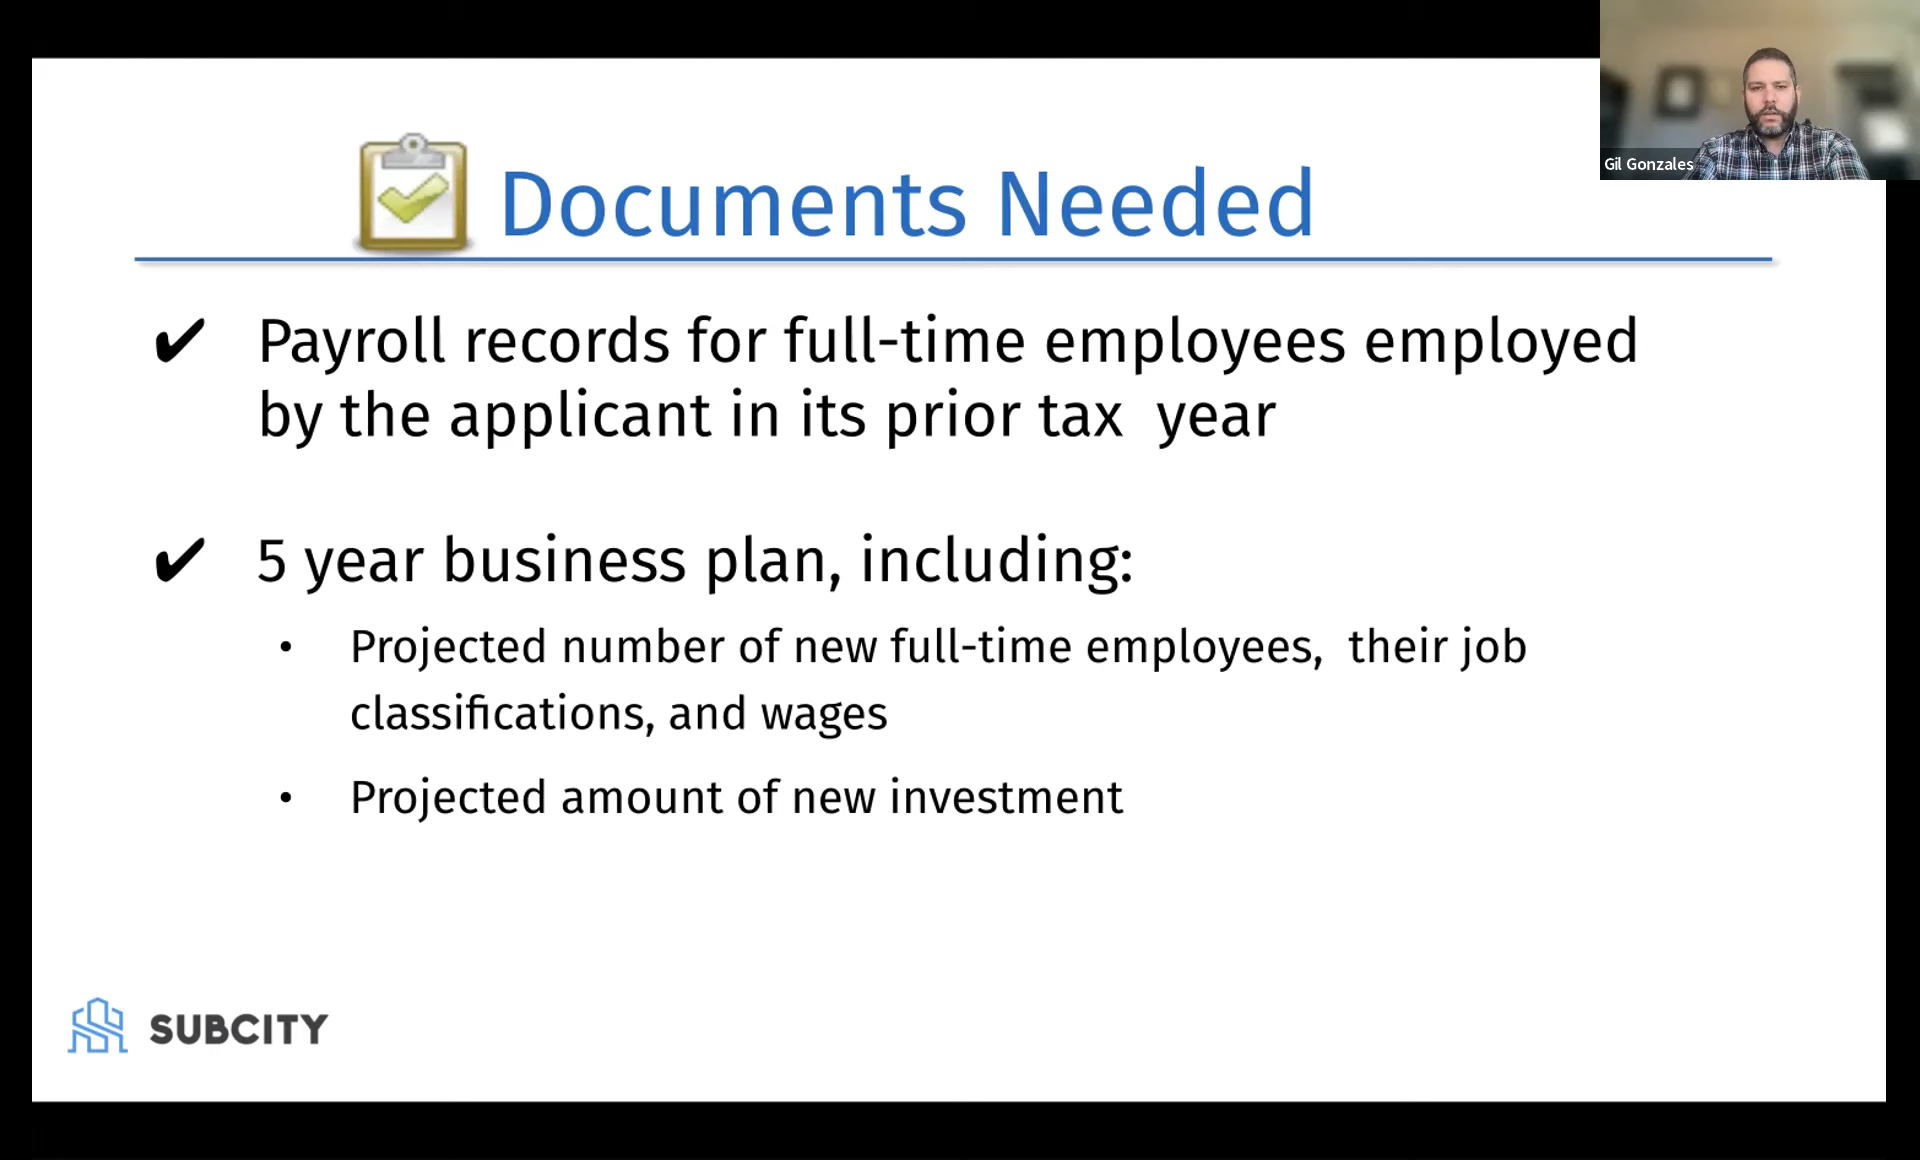 Gil Gonzales
Documents Needed
✔ Payroll records for full-time employees employed
by the applicant in its prior tax  year
✔ 5 year business plan, including:
• Projected number of new full-time employees,  their job
classifications, and wages
• Projected amount of new investment
SUBCITY